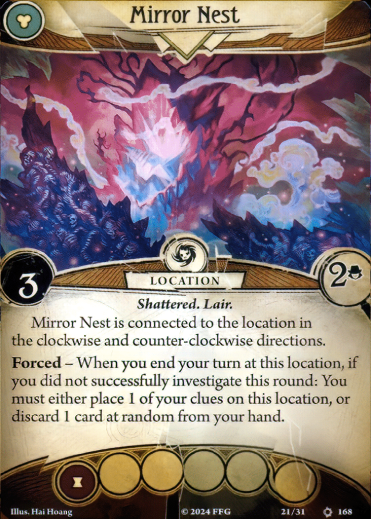 Mirror Nest
3
LOCATION
2
Shattered. Lair.
Mirror Nest is connected to the location in
the clockwise and counter-clockwise directions.
Forced – When you end your turn at this location, if
you did not successfully investigate this round: You
must either place 1 of your clues on this location, or
discard 1 card at random from your hand.
Illus. Hai Hoang
© 2024 FFG
21/31
168